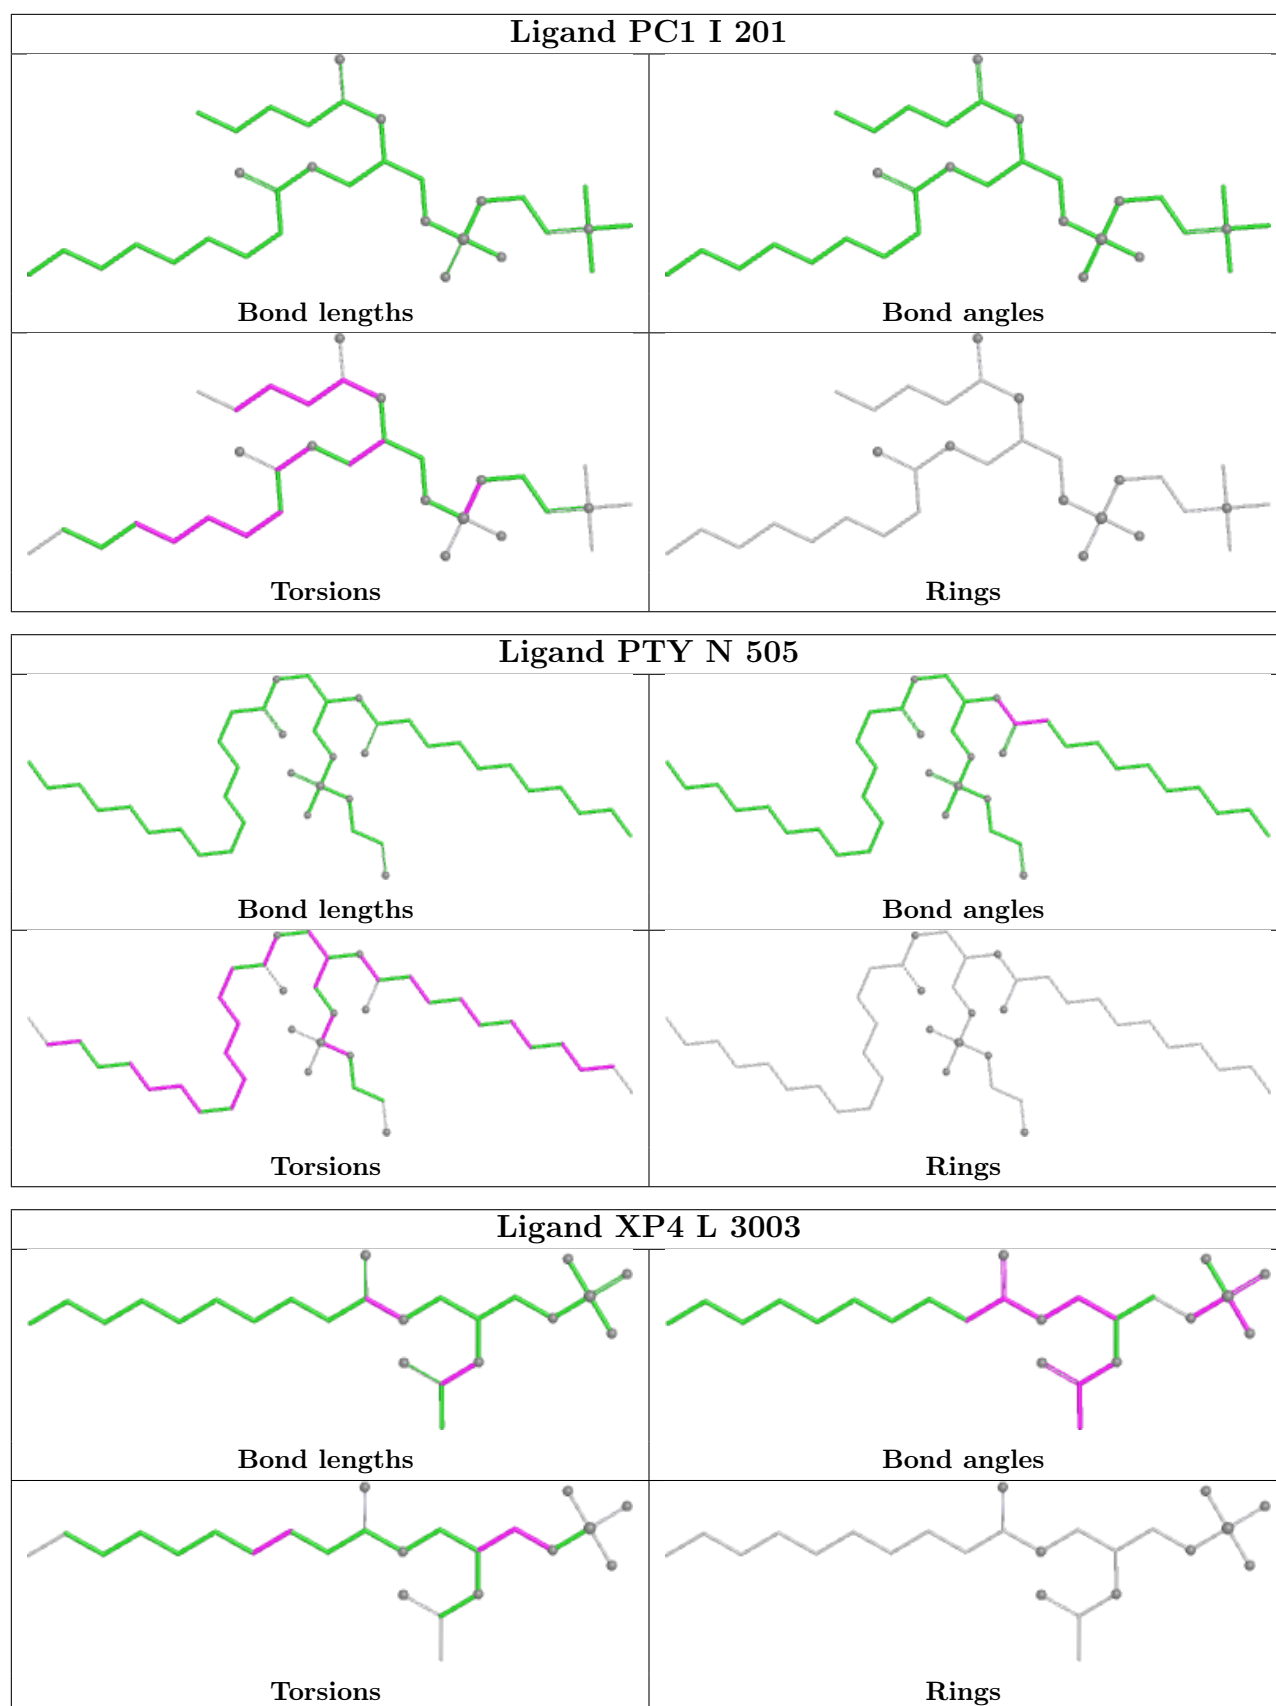 Ligand PC1 I 201
Bond lengths
Bond angles
Torsions
Rings
Ligand PTY N 505
Bond lengths
Bond angles
Torsions
Rings
Ligand XP4 L 3003
Bond lengths
Bond angles
Torsions
Rings